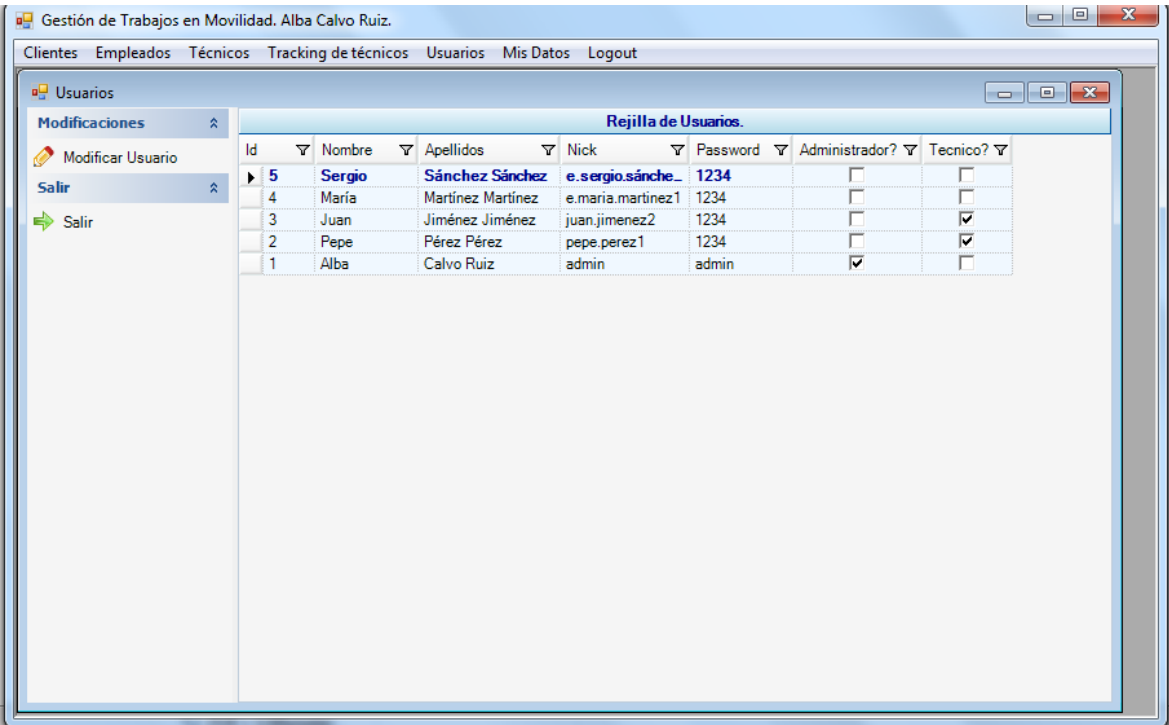 Gestión de Trabajos en Movilidad. Alba Calvo Ruiz.
Clientes Empleados Técnicos Tracking de técnicos Usuarios Mis Datos Logout
Usuarios
Modificaciones
Modificar Usuario
Salir
Salir
Rejilla de Usuarios.
Id Nombre Apellidos Nick Password Administrador? Tecnico?
5 Sergio Sánchez Sánchez e.sergio.sánche... 1234
4 María Martínez Martínez e.maria.martinez1 1234
3 Juan Jiménez Jiménez juan.jimenez2 1234
2 Pepe Pérez Pérez pepe.perez1 1234
1 Alba Calvo Ruiz admin admin